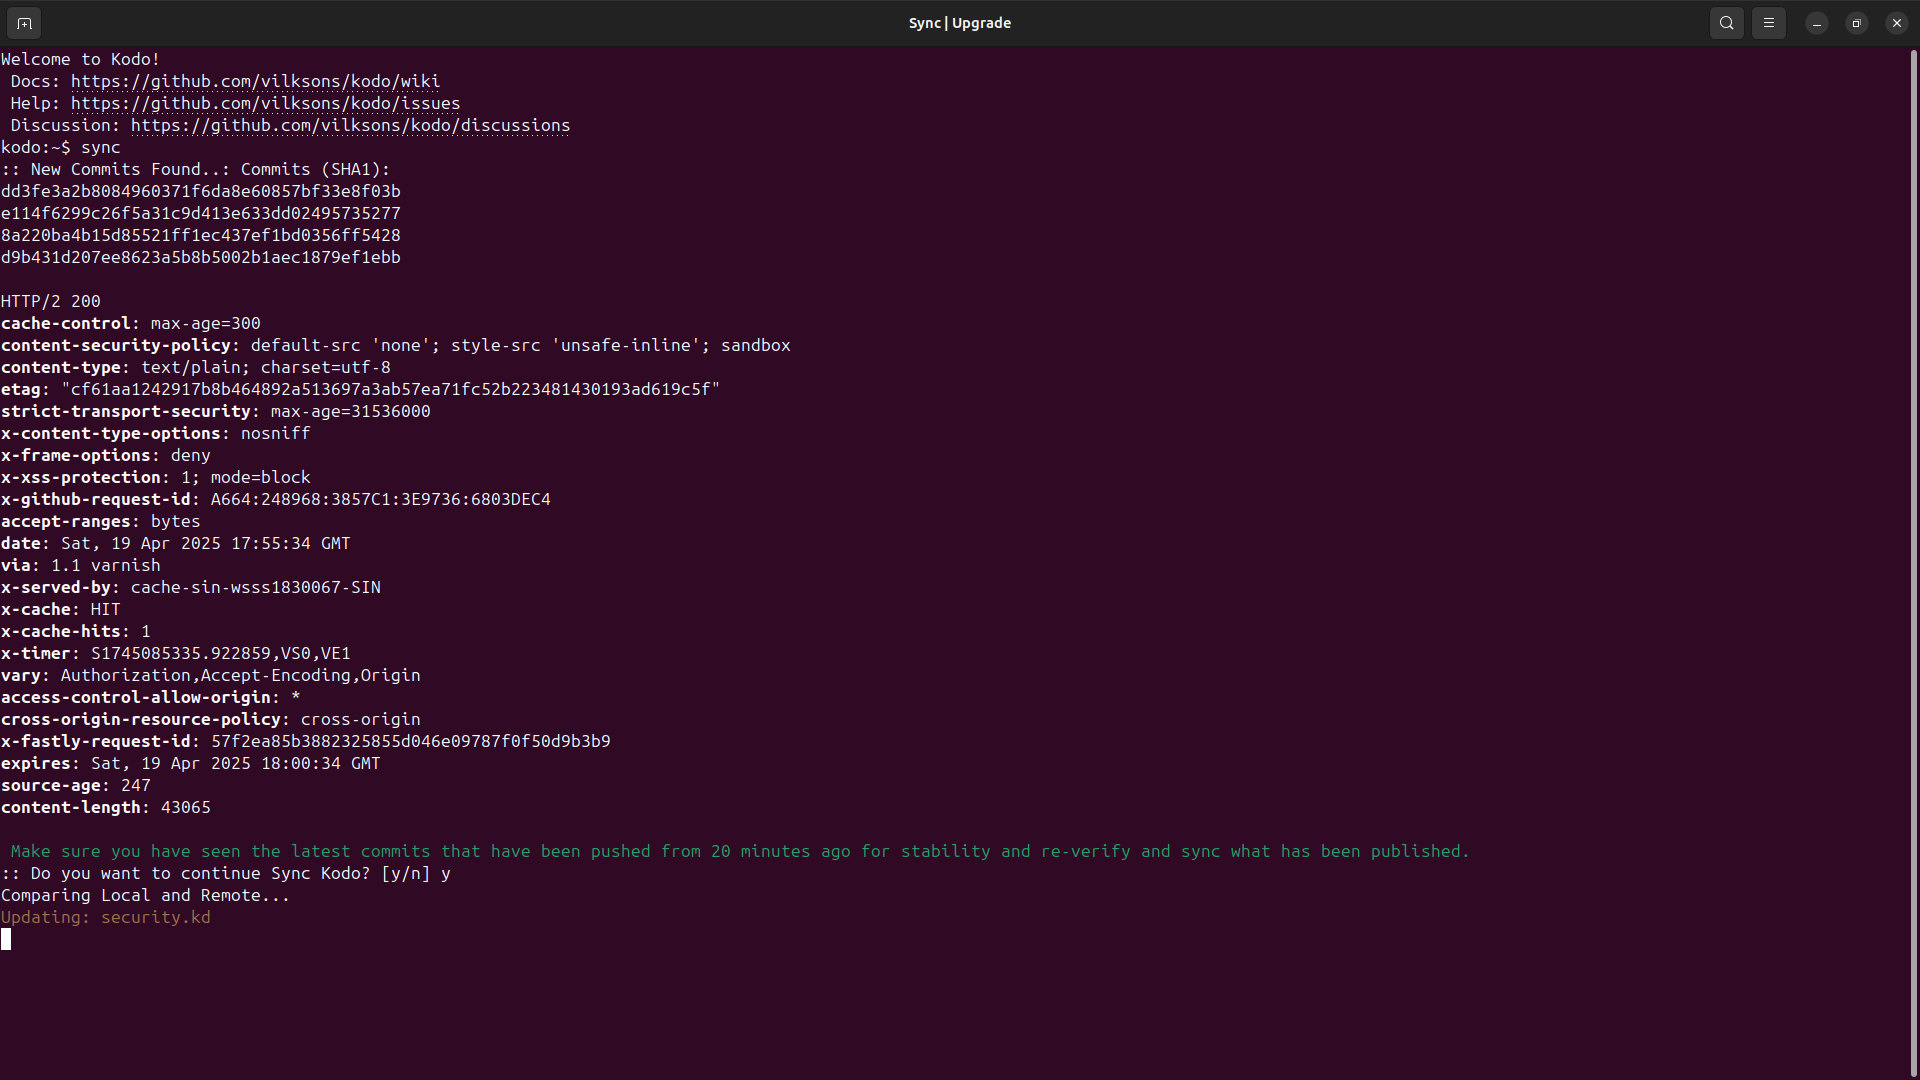 Sync | Upgrade
Welcome to Kodo!
Docs: https://github.com/vilksons/kodo/wiki
Help: https://github.com/vilksons/kodo/issues
Discussion: https://github.com/vilksons/kodo/discussions
kodo:~$ sync
:: New Commits Found..: Commits (SHA1):
dd3fe3a2b8084960371f6da8e60857bf33e8f03b
e114f6299c26f5a31c9d413e633dd02495735277
8a220ba4b15d85521ff1ec437ef1bd0356ff5428
d9b431d207ee8623a5b8b5002b1aec1879ef1ebb
HTTP/2 200
cache-control: max-age=300
content-security-policy: default-src 'none'; style-src 'unsafe-inline'; sandbox
content-type: text/plain; charset=utf-8
etag: "cf61aa1242917b8b464892a513697a3ab57ea71fc52b223481430193ad619c5f"
strict-transport-security: max-age=31536000
x-content-type-options: nosniff
x-frame-options: deny
x-xss-protection: 1; mode=block
x-github-request-id: A664:248968:3857C1:3E9736:6803DEC4
accept-ranges: bytes
date: Sat, 19 Apr 2025 17:55:34 GMT
via: 1.1 varnish
x-served-by: cache-sin-wsss1830067-SIN
x-cache: HIT
x-cache-hits: 1
x-timer: S1745085335.922859,VS0,VE1
vary: Authorization,Accept-Encoding,Origin
access-control-allow-origin: *
cross-origin-resource-policy: cross-origin
x-fastly-request-id: 57f2ea85b3882325855d046e09787f0f50d9b3b9
expires: Sat, 19 Apr 2025 18:00:34 GMT
source-age: 247
content-length: 43065
Make sure you have seen the latest commits that have been pushed from 20 minutes ago for stability and re-verify and sync what has been published.
:: Do you want to continue Sync Kodo? [y/n] y
Comparing Local and Remote...
Updating: security.kd